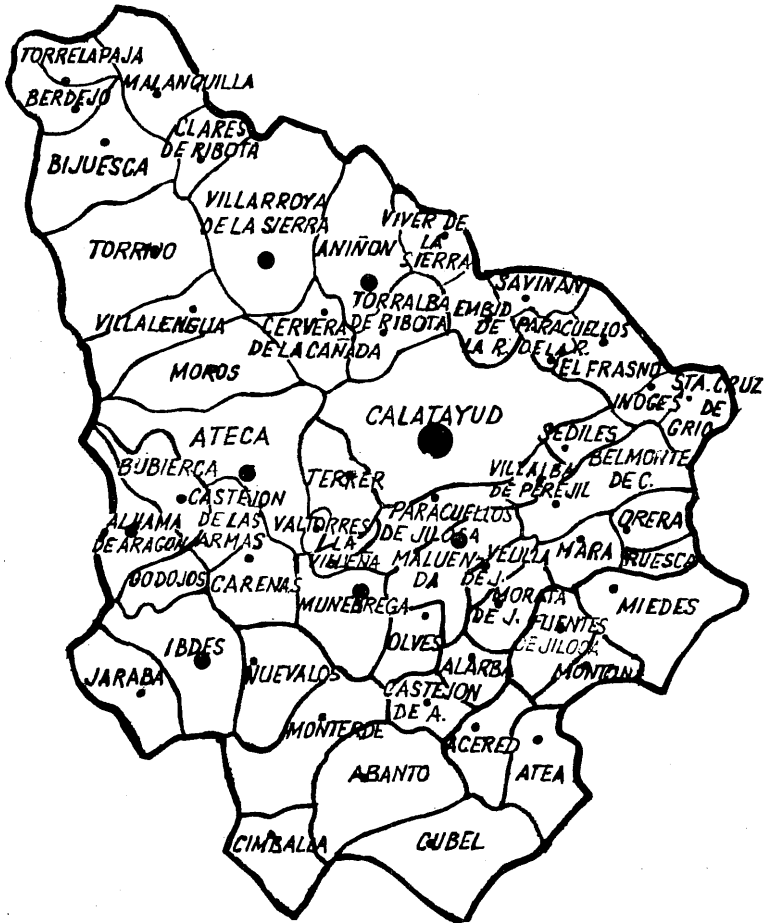 TORRELAPAJA
MALANQUILLA
BERDEJO
CLARES
DE RIBOTA
BIJUESCA
VILLARROYA
DE LA SIERRA
VIVER DE
LA
SIERRA
ANIÑON
TORRIJO
SAVIÑAN
VILLALENGUA
CERVERA
DE LA CAÑADA
TORRALBA
DE RIBOTA
EMBID
DE
LA R.
PARACUELLOS
DE LA R.
EL FRASNO
MOROS
INOGES
STA. CRUZ
DE
GRIO
CALATAYUD
ATECA
SEDILES
BELMONTE
DE C.
BUBIERCA
TERRER
VILLALBA
DE PEREJIL
CASTEJON
DE LAS
ARMAS
ALHAMA
DE ARAGON
VALTORRES
LA
VILUEÑA
PARACUELLOS
DE JILOCA
ORERA
MARA
RUESCA
MALUEN-
DA
VELILLA
DE J.
GODOJOS
CARENAS
MUNEBREGA
MORATA
DE J.
MIEDES
FUENTES
DE JILOCA
OLVES
IBDES
NUEVALOS
ALARBA
MONTON
JARABA
CASTEJON
DE A.
MONTERDE
ACERED
ATEA
ABANTO
CIMBALLA
CUBEL